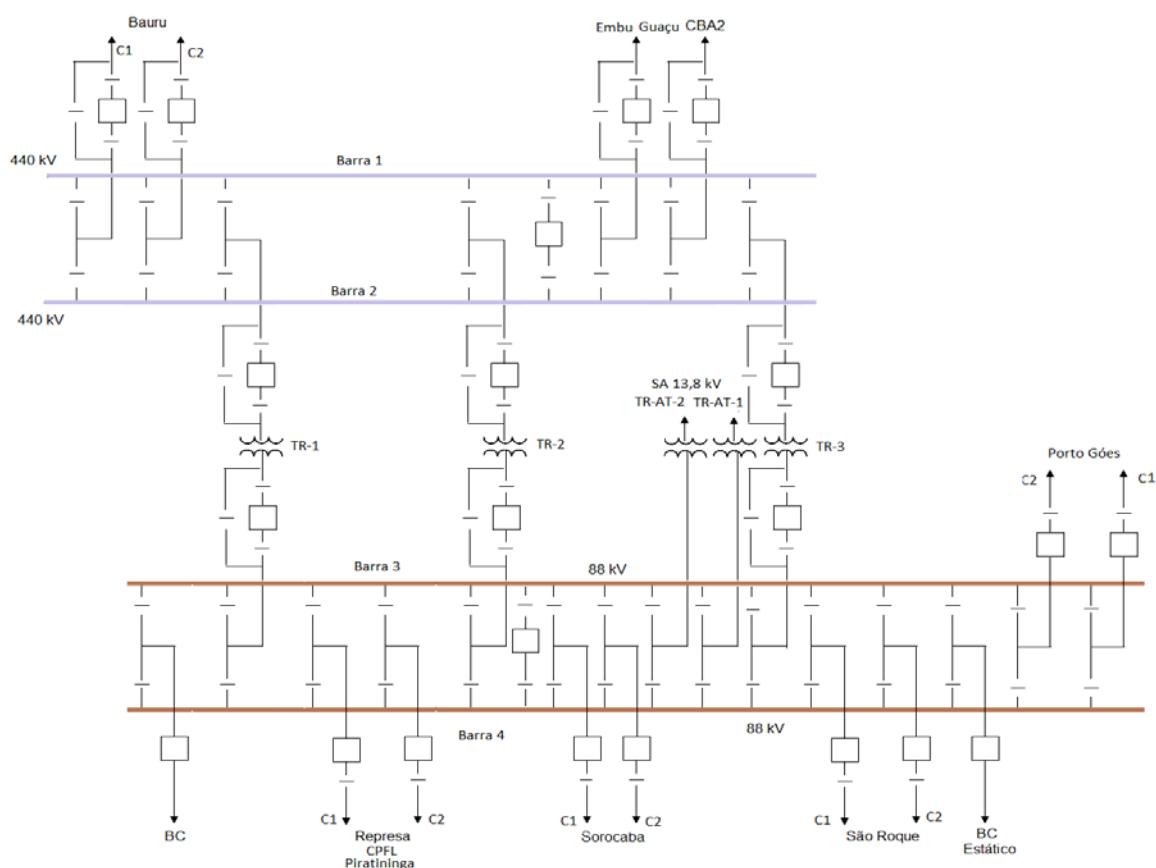 Bauru
C1
C2
Embu Guaçu CBA2
440 kV
Barra 1
Barra 2
440 kV
SA 13,8 kV
TR-AT-2 TR-AT-1
TR-1
TR-2
TR-3
Porto Góes
C2
C1
Barra 3
88 kV
Barra 4
88 kV
BC
C1
C2
Represa
CPFL
Piratininga
C1
C2
Sorocaba
C1
C2
São Roque
BC
Estático